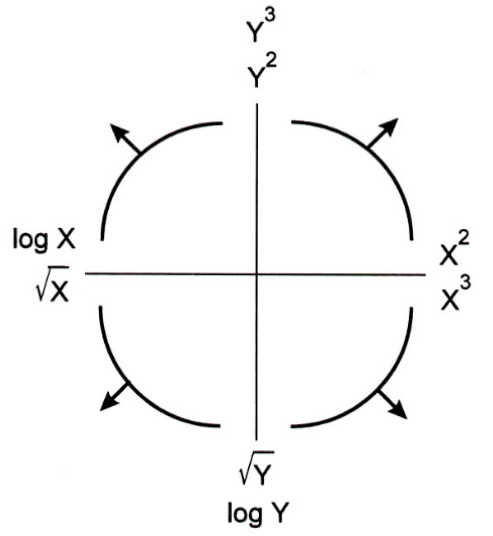 Y³
Y²
log X
√X
X²
X³
√Y
log Y